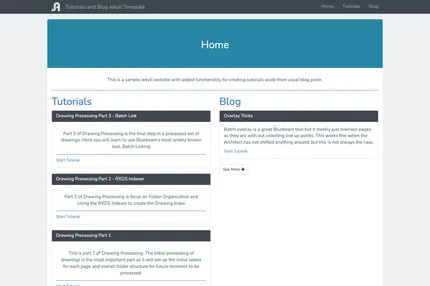 Tutorials and Blog Jekyll Template
Home Tutorials Blog
Home
This is a sample Jekyll website with added functionality for creating tutorials aside from usual blog posts.
Tutorials
Drawing Processing Part 3 - Batch Link
Part 3 of Drawing Processing is the final step in a processed set of
drawings. Here you will learn to use Bluebeam's most widely-known
tool, Batch Linking
Start Tutorial
Drawing Processing Part 2 - RXDS Indexer
Part 2 of Drawing Processing is focus on Folder Organization and
Using the RXDS Indexer to create the Drawing Index
Start Tutorial
Drawing Processing Part 1
This is part 1 of Drawing Processing. The initial processing of
drawings is the most important part as it will set up the initial labels
for each page and overall folder structure for future revisions to be
processed.
Start Tutorial
Blog
Overlay Tricks
Batch overlay is a great Bluebeam tool but it merely just overlays pages
as they are with out selecting line up points. This works fine when the
Architect has not shifted anything around, but this is not always the case.
Start Tutorial
See More